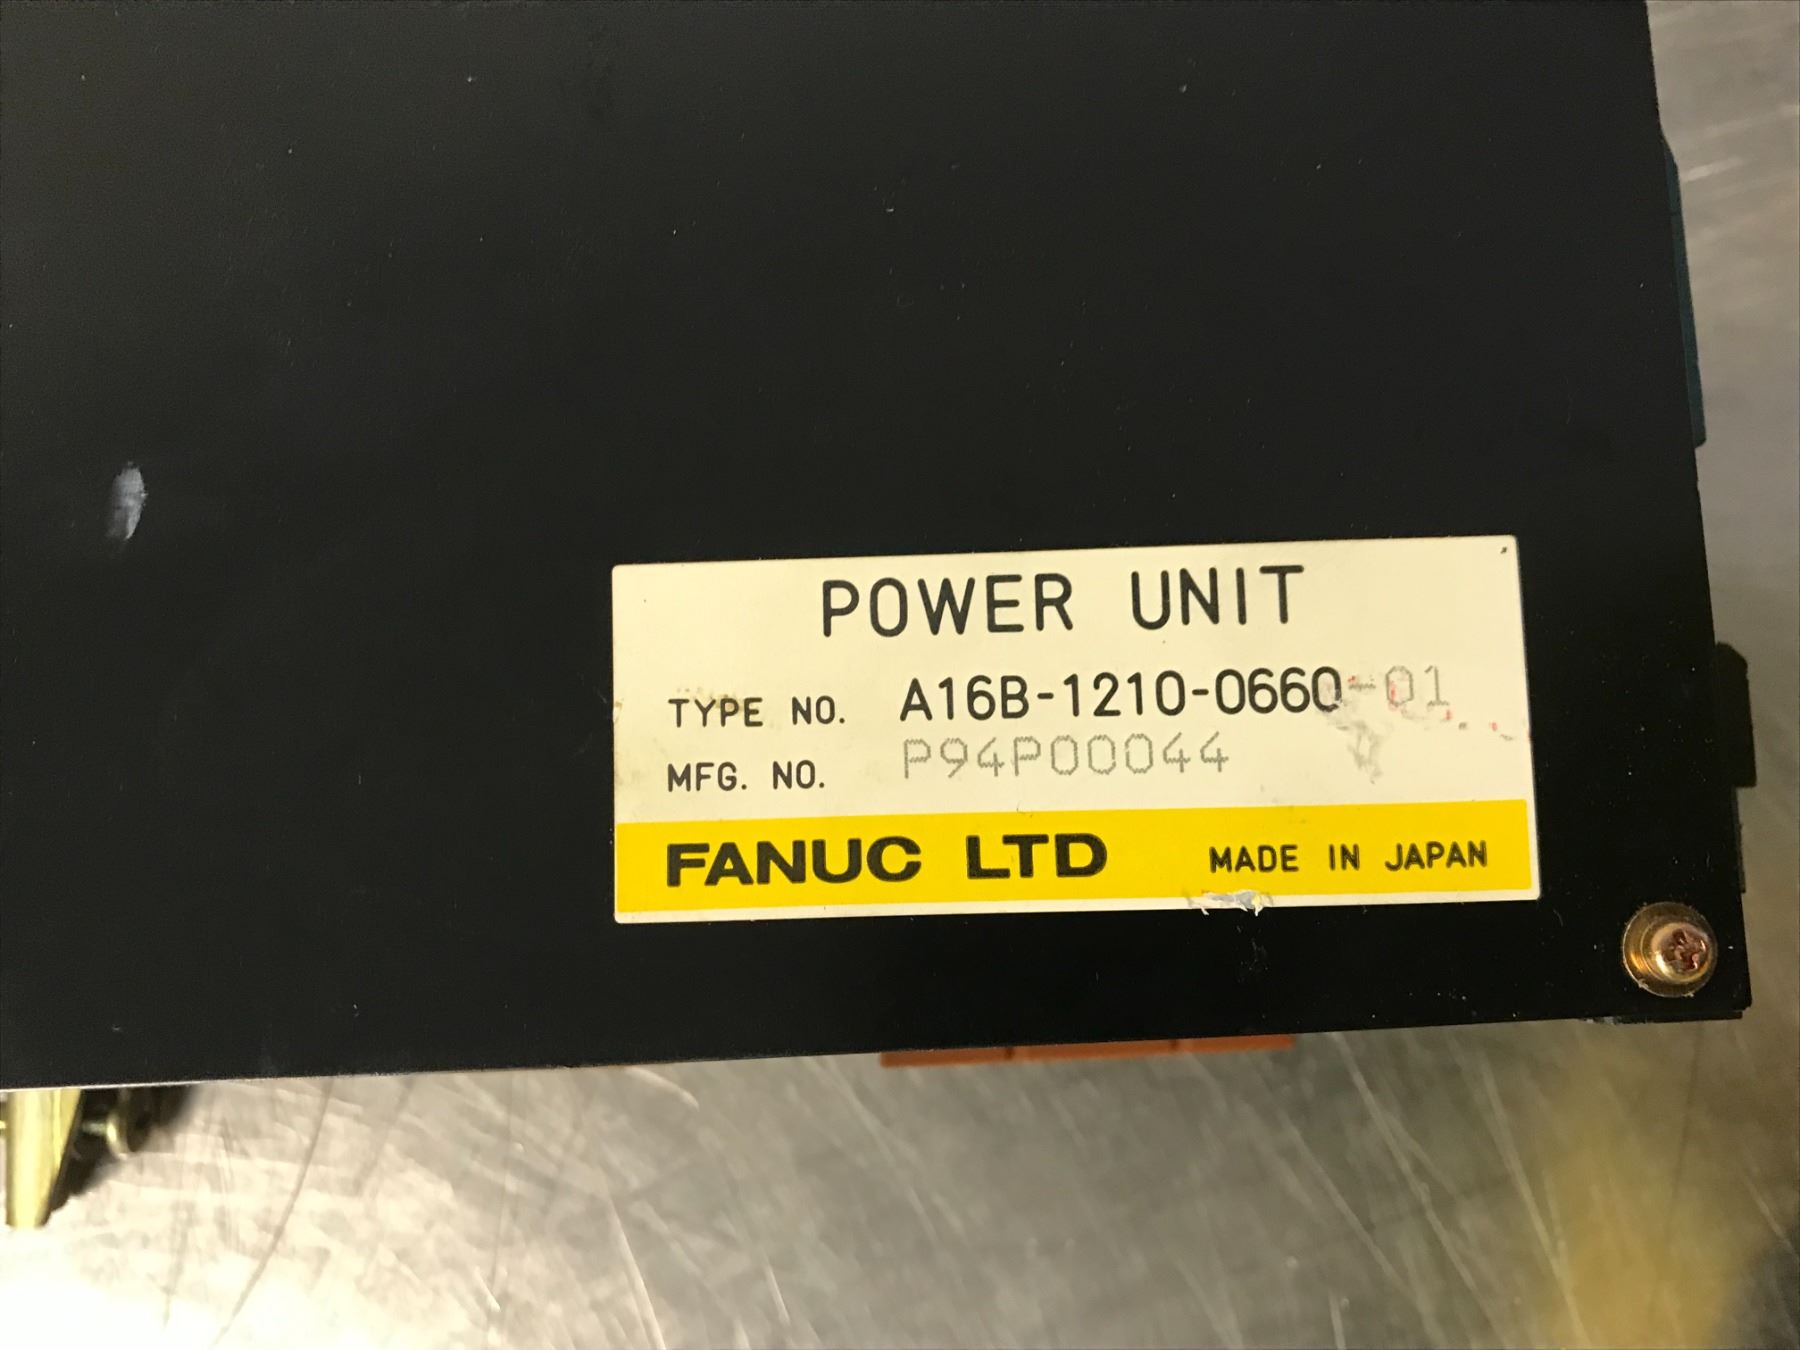 POWER UNIT
TYPE NO. A16B-1210-0660-01
MFG. NO. P94P00044
FANUC LTD MADE IN JAPAN